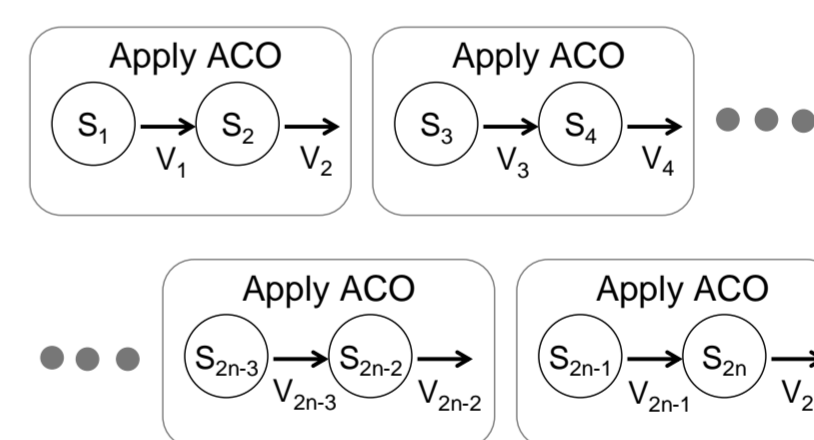 Apply ACO
S1 S2
V1 V2
Apply ACO
S3 S4
V3 V4
Apply ACO
S2n-3 S2n-2
V2n-3 V2n-2
Apply ACO
S2n-1 S2n
V2n-1 V2